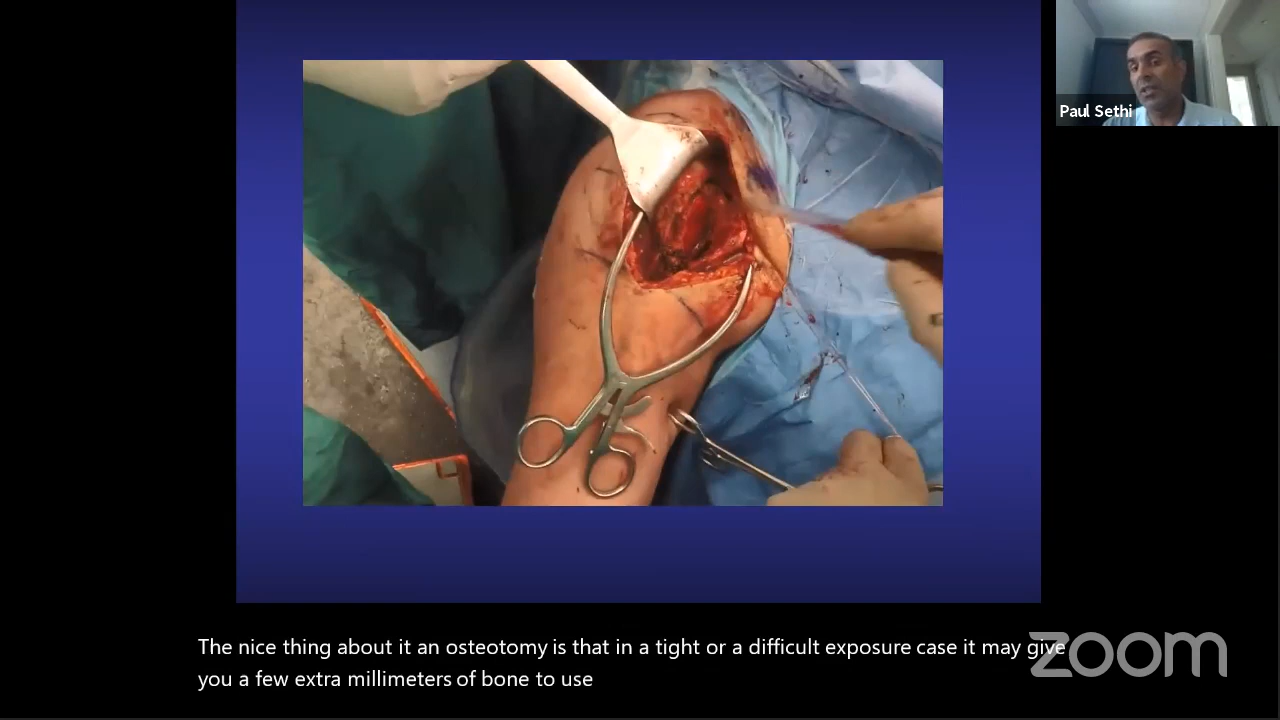 Paul Sethi
The nice thing about it an osteotomy is that in a tight or a difficult exposure case it may give
you a few extra millimeters of bone to use
zoom